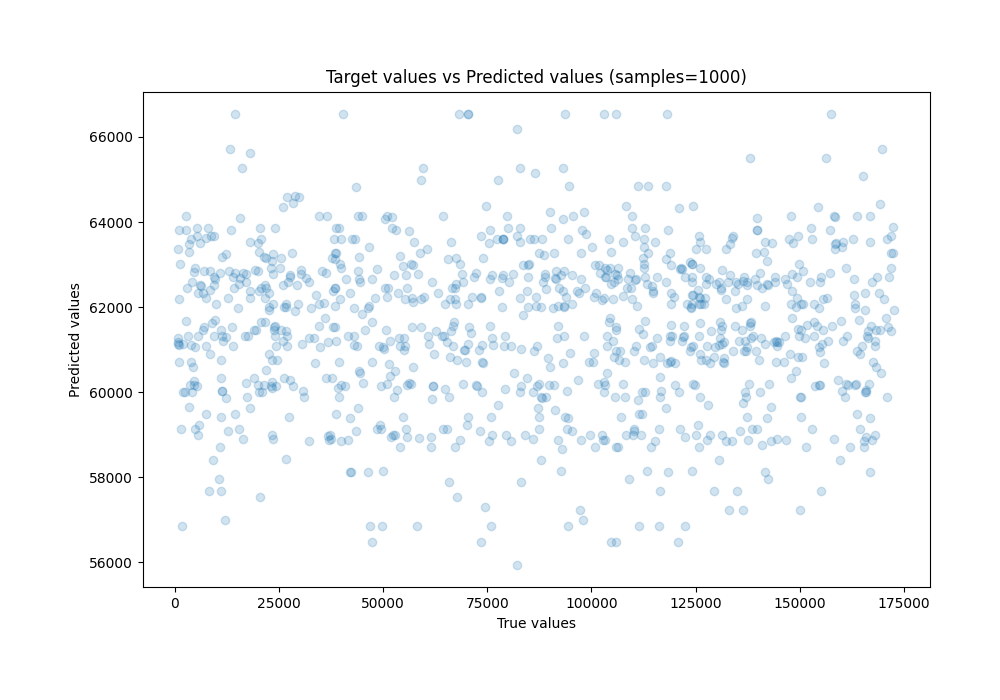 Target values vs Predicted values (samples=1000)
66000
64000
62000
60000
58000
56000
Predicted values
0 25000 50000 75000 100000 125000 150000 175000
True values